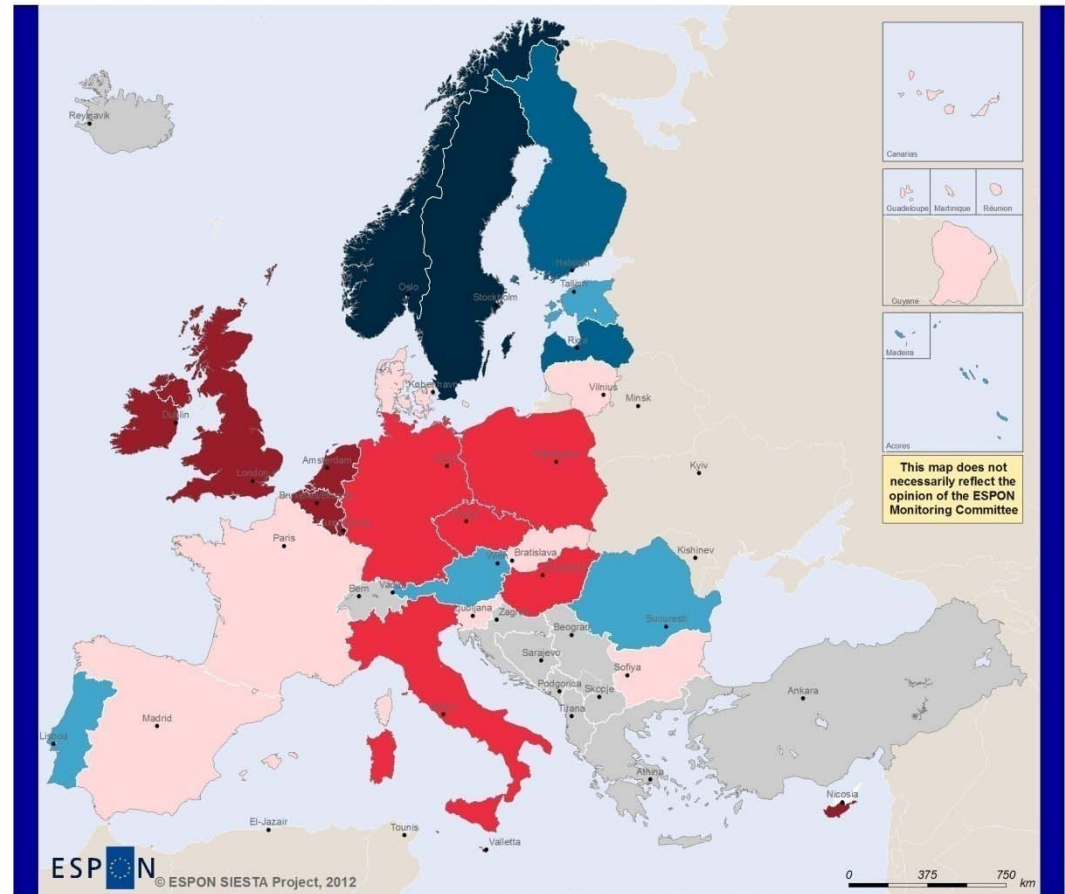 Reykjavik
Canarias
Guadeloupe
Martinique
Réunion
Guyane
Madeira
Acores
This map does not
necessarily reflect the
opinion of the ESPON
Monitoring Committee
Oslo
Stockholm
Helsinki
Tallinn
Riga
København
Vilnius
Minsk
Dublin
London
Amsterdam
Kyiv
Paris
Bratislava
Kishinev
Bern
Vaduz
Wien
Ljubljana
Zagreb
Beograd
Bucuresti
Sarajevo
Podgorica
Sofiya
Skopje
Tirana
Ankara
Madrid
Lisboa
Athina
Nicosia
El-Jazair
Tounis
Valletta
ESPON
© ESPON SIESTA Project, 2012
0 375 750
km